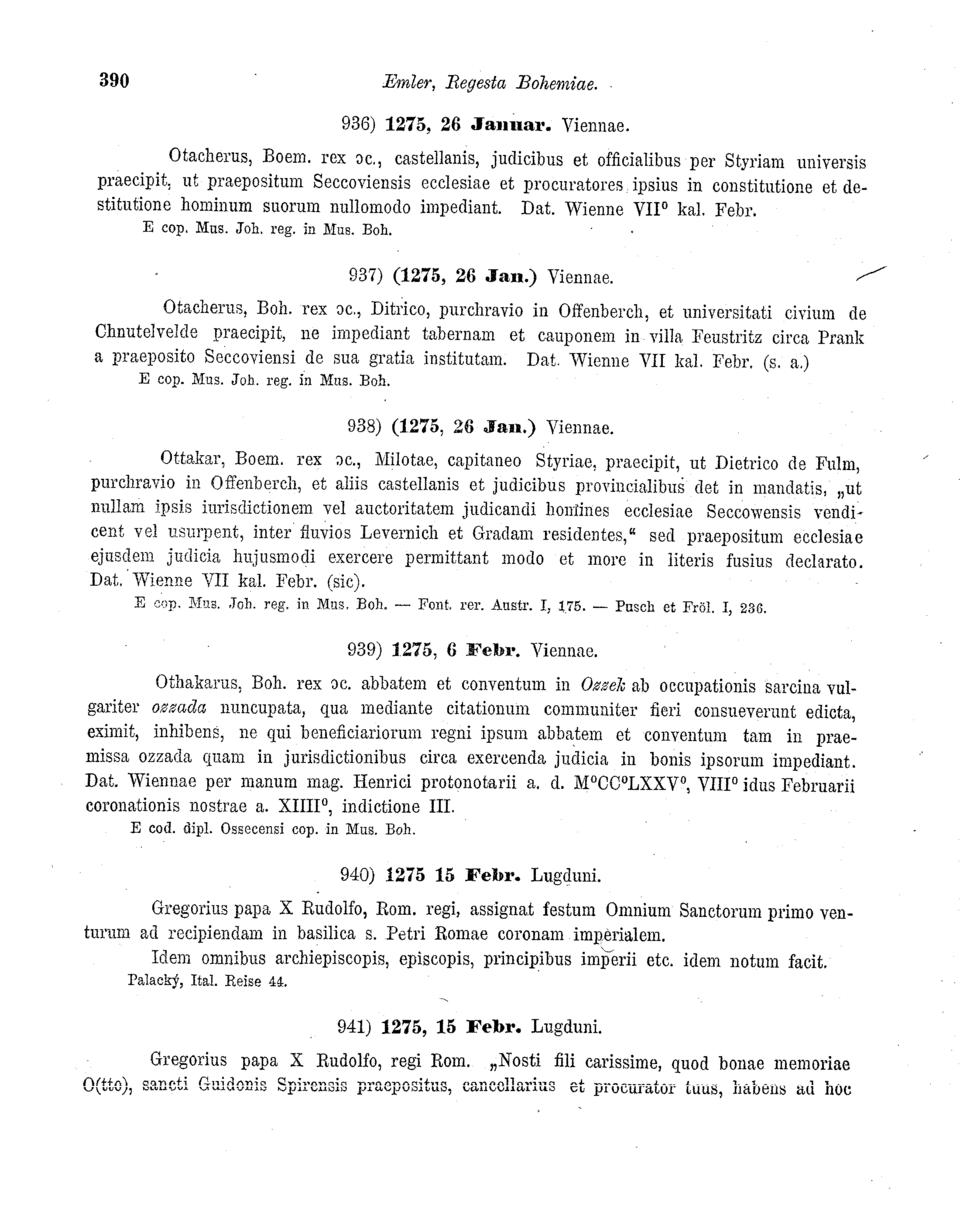 390 Emler, Regesta Bohemiae.
936) 1275, 26 Januar. Viennae.
Otacherus, Boem. rex ɔc., castellanis, judicibus et officialibus per Styriam universis
praecipit, ut praepositum Seccoviensis ecclesiae et procuratores ipsius in constitutione et de-
stitutione hominum suorum nullomodo impediant. Dat. Wienne VII⁰ kal. Febr.
E cop. Mus. Joh. reg. in Mus. Boh.
937) (1275, 26 Jan.) Viennae.
Otacherus, Boh. rex ɔc., Ditrico, purchravio in Offenberch, et universitati civium de
Chnutelvelde praecipit, ne impediant tabernam et cauponem in villa Feustritz circa Prank
a praeposito Seccoviensi de sua gratia institutam. Dat. Wienne VII kal. Febr. (s. a.)
E cop. Mus. Joh. reg. in Mus. Boh.
938) (1275, 26 Jan.) Viennae.
Ottakar, Boem. rex ɔc., Milotae, capitaneo Styriae, praecipit, ut Dietrico de Fulm,
purchravio in Offenberch, et aliis castellanis et judicibus provincialibus det in mandatis, „ut
nullam ipsis iurisdictionem vel auctoritatem judicandi homines ecclesiae Seccowensis vendi-
cent vel usurpent, inter fluvios Levernich et Gradam residentes,“ sed praepositum ecclesiae
ejusdem judicia hujusmodi exercere permittant modo et more in literis fusius declarato.
Dat. Wienne VII kal. Febr. (sic).
E cop. Mus. Joh. reg. in Mus. Boh. — Font. rer. Austr. I, 175. — Pusch et Fröl. I, 236.
939) 1275, 6 Febr. Viennae.
Othakarus, Boh. rex ɔc. abbatem et conventum in Ozzek ab occupationis sarcina vul-
gariter ozzada nuncupata, qua mediante citationum communiter fieri consueverunt edicta,
eximit, inhibens, ne qui beneficiariorum regni ipsum abbatem et conventum tam in prae-
missa ozzada quam in jurisdictionibus circa exercenda judicia in bonis ipsorum impediant.
Dat. Wiennae per manum mag. Henrici protonotarii a. d. M⁰CC⁰LXXV⁰, VIII⁰ idus Februarii
coronationis nostrae a. XIIII⁰, indictione III.
E cod. dipl. Ossecensi cop. in Mus. Boh.
940) 1275 15 Febr. Lugduni.
Gregorius papa X Rudolfo, Rom. regi, assignat festum Omnium Sanctorum primo ven-
turum ad recipiendam in basilica s. Petri Romae coronam imperialem.
Idem omnibus archiepiscopis, episcopis, principibus imperii etc. idem notum facit.
Palacký, Ital. Reise 44.
941) 1275, 15 Febr. Lugduni.
Gregorius papa X Rudolfo, regi Rom. „Nosti fili carissime, quod bonae memoriae
O(tto), sancti Guidonis Spirensis praepositus, cancellarius et procurator tuus, habens ad hoc